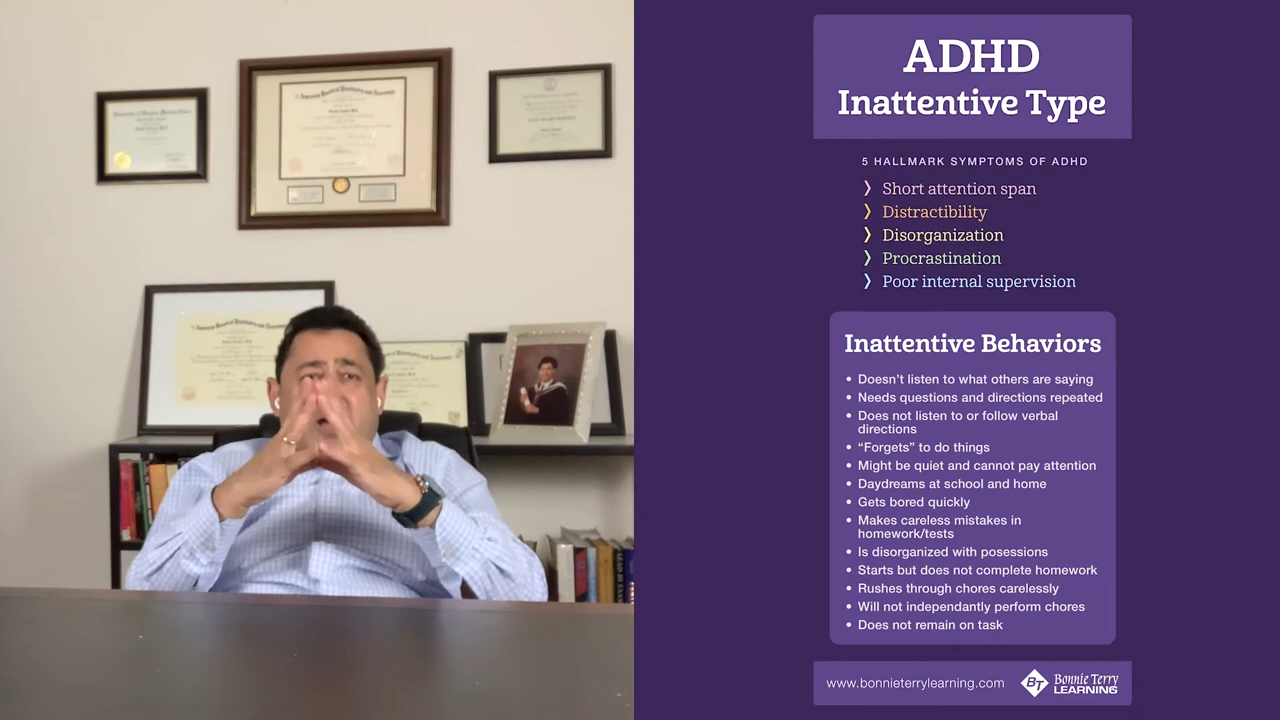 ADHD
Inattentive Type
5 HALLMARK SYMPTOMS OF ADHD
❯ Short attention span
❯ Distractibility
❯ Disorganization
❯ Procrastination
❯ Poor internal supervision
Inattentive Behaviors
• Doesn’t listen to what others are saying
• Needs questions and directions repeated
• Does not listen to or follow verbal
directions
• “Forgets” to do things
• Might be quiet and cannot pay attention
• Daydreams at school and home
• Gets bored quickly
• Makes careless mistakes in
homework/tests
• Is disorganized with posessions
• Starts but does not complete homework
• Rushes through chores carelessly
• Will not independantly perform chores
• Does not remain on task
www.bonnieterrylearning.com
BT
Bonnie Terry
LEARNING